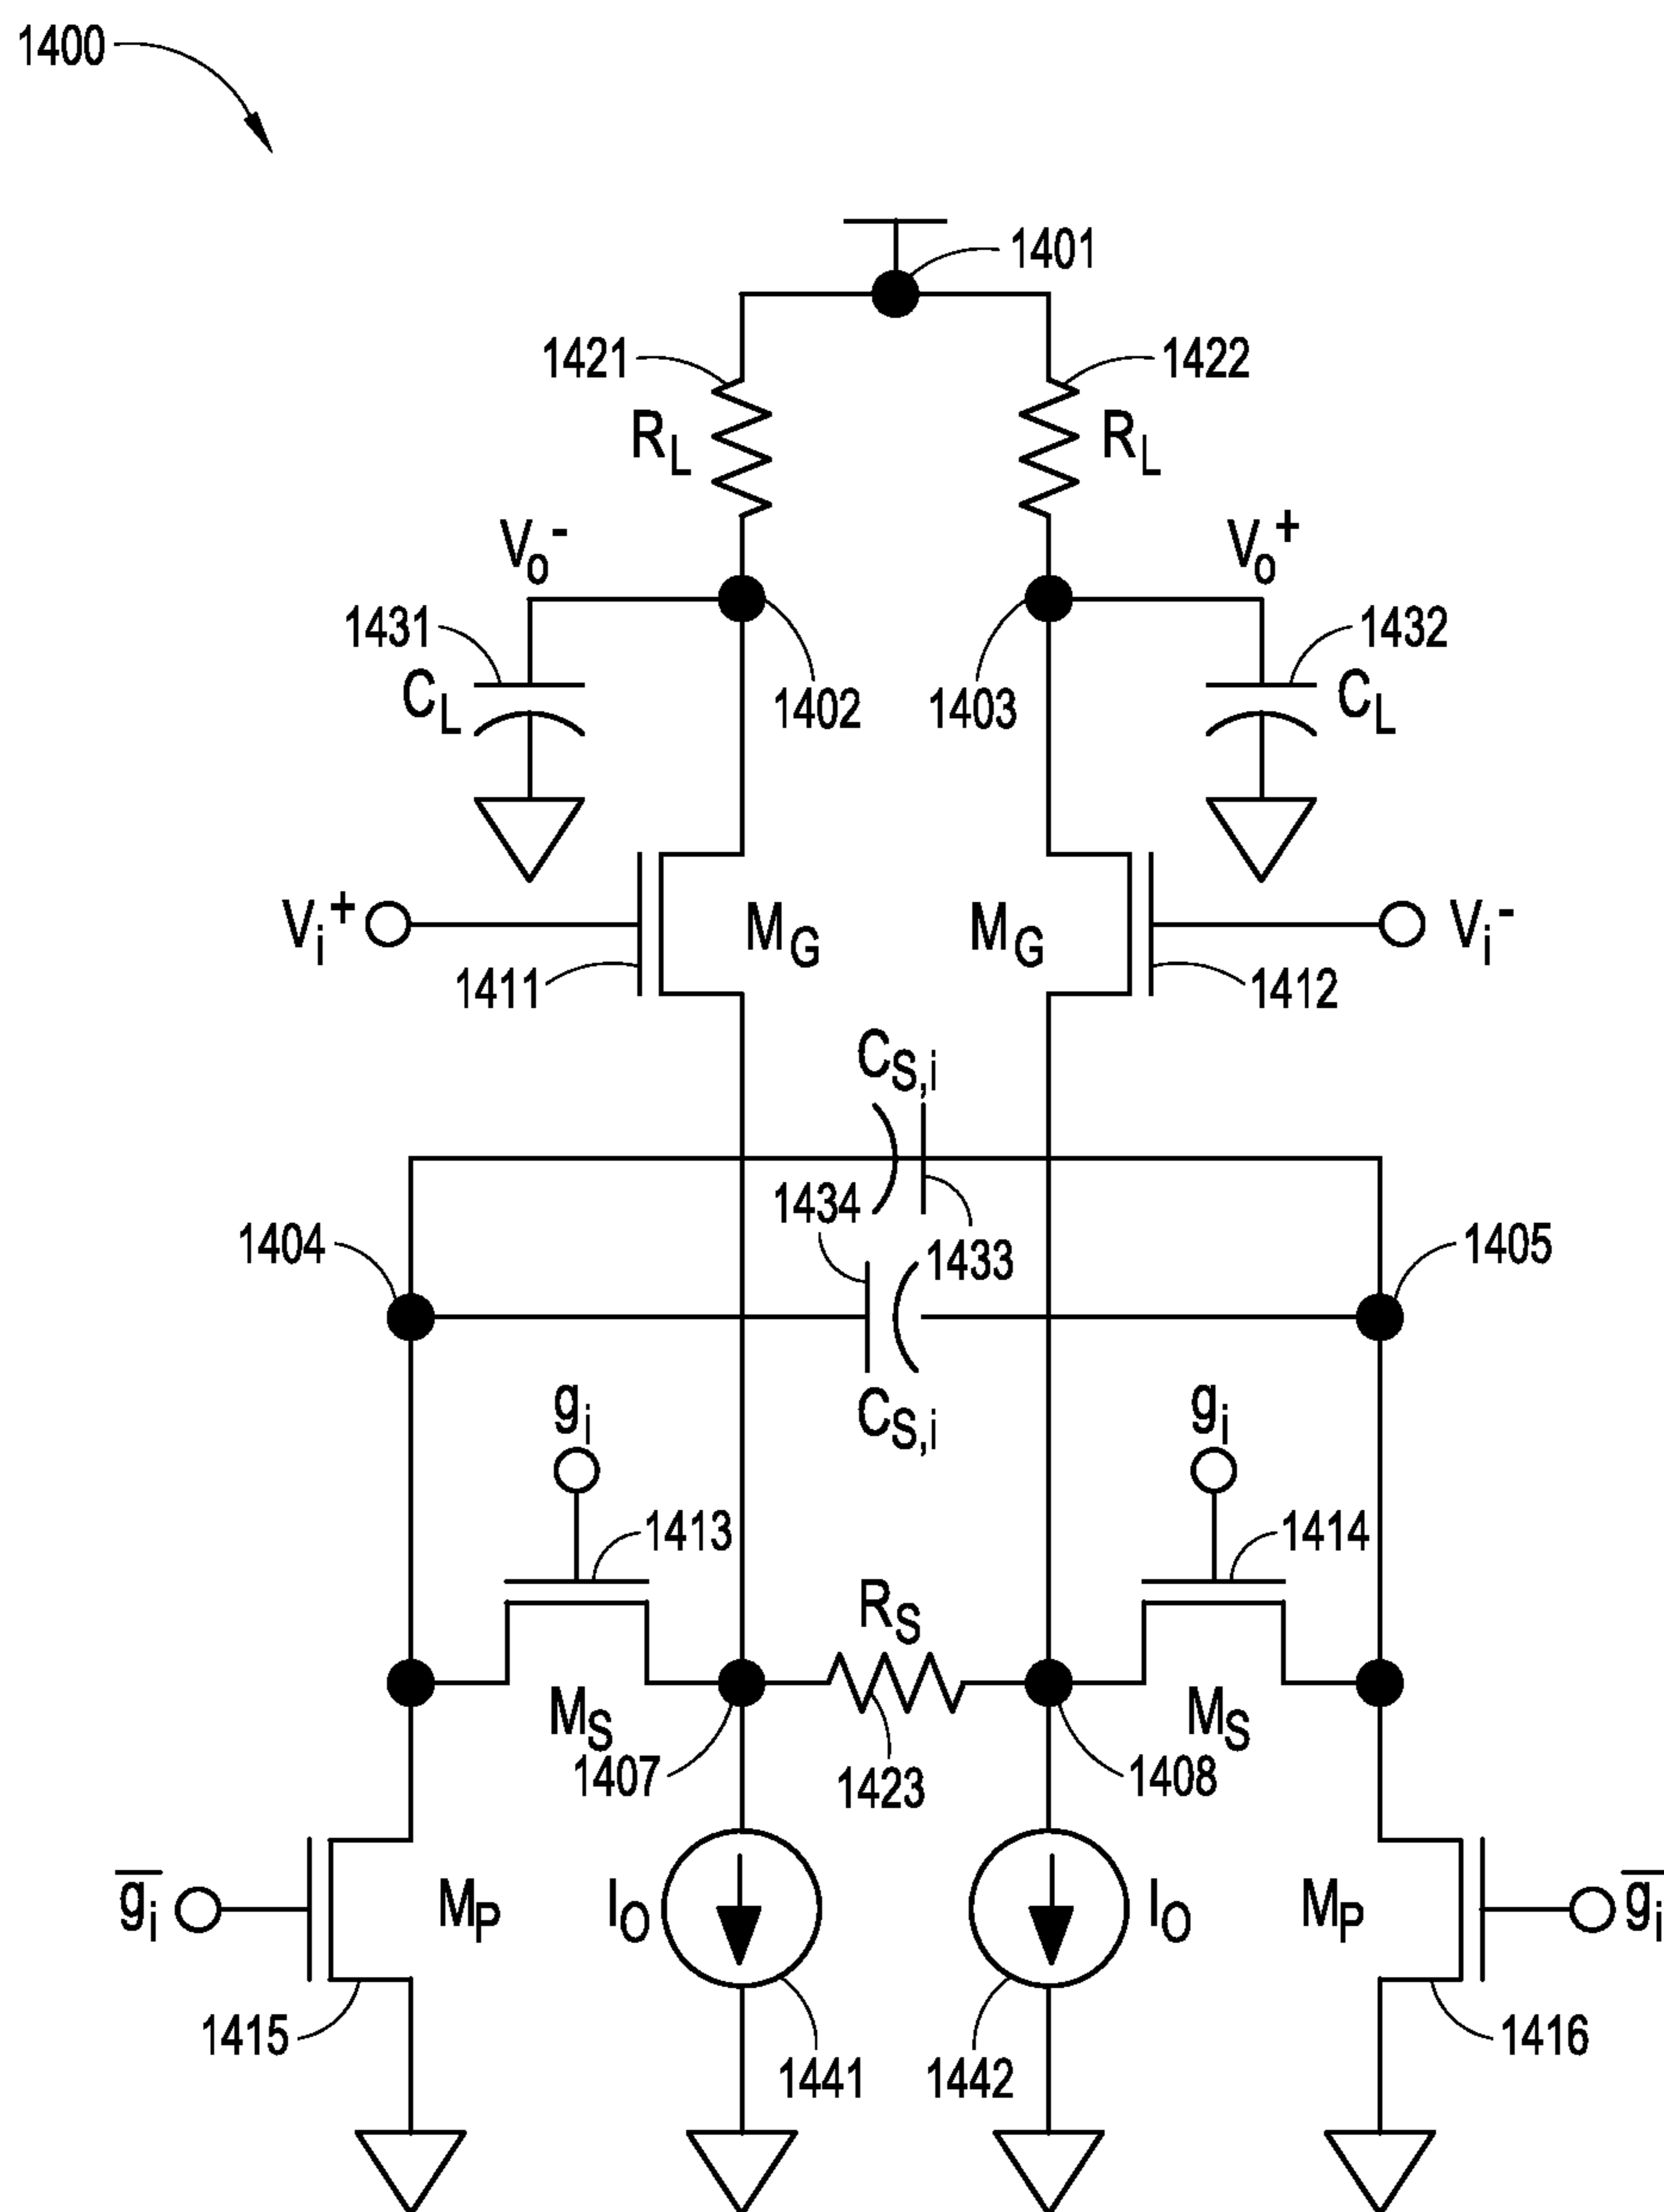 1400
1401
1421
1422
R_L
R_L
V_o^-
V_o^+
1431
1432
C_L
C_L
1402
1403
V_i^+
M_G
M_G
V_i^-
1411
1412
C_S,i
1434
1433
1404
1405
C_S,i
g_i
g_i
1413
1414
R_S
M_S
M_S
1407
1423
1408
g̅_i
M_P
I_O
I_O
M_P
g̅_i
1415
1416
1441
1442